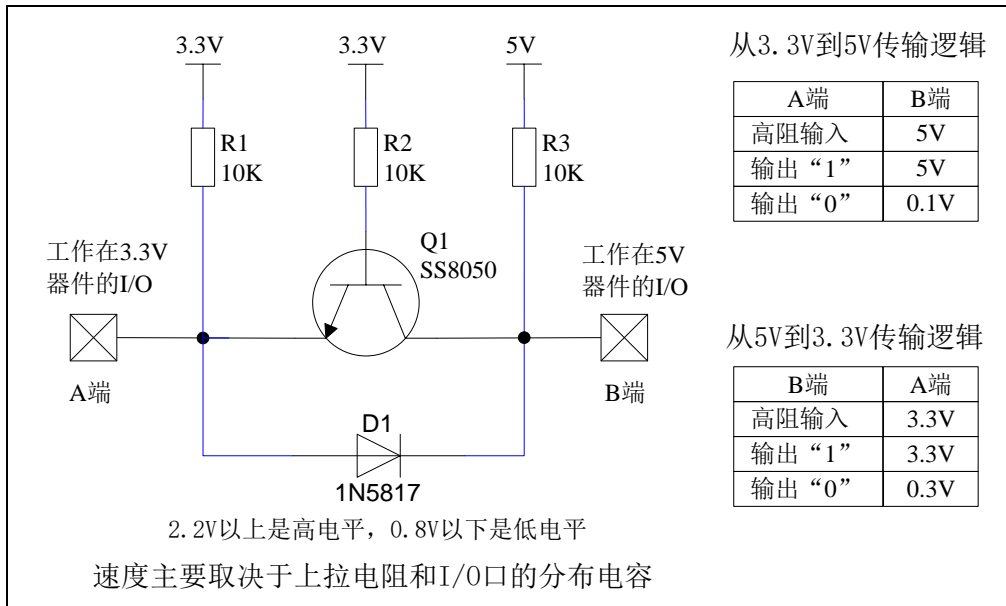 3.3V
3.3V
5V
R1
10K
R2
10K
R3
10K
Q1
SS8050
工作在3.3V
器件的I/O
A端
工作在5V
器件的I/O
B端
D1
1N5817
2.2V以上是高电平，0.8V以下是低电平
速度主要取决于上拉电阻和I/O口的分布电容
从3.3V到5V传输逻辑
A端 B端
高阻输入 5V
输出“1” 5V
输出“0” 0.1V
从5V到3.3V传输逻辑
B端 A端
高阻输入 3.3V
输出“1” 3.3V
输出“0” 0.3V